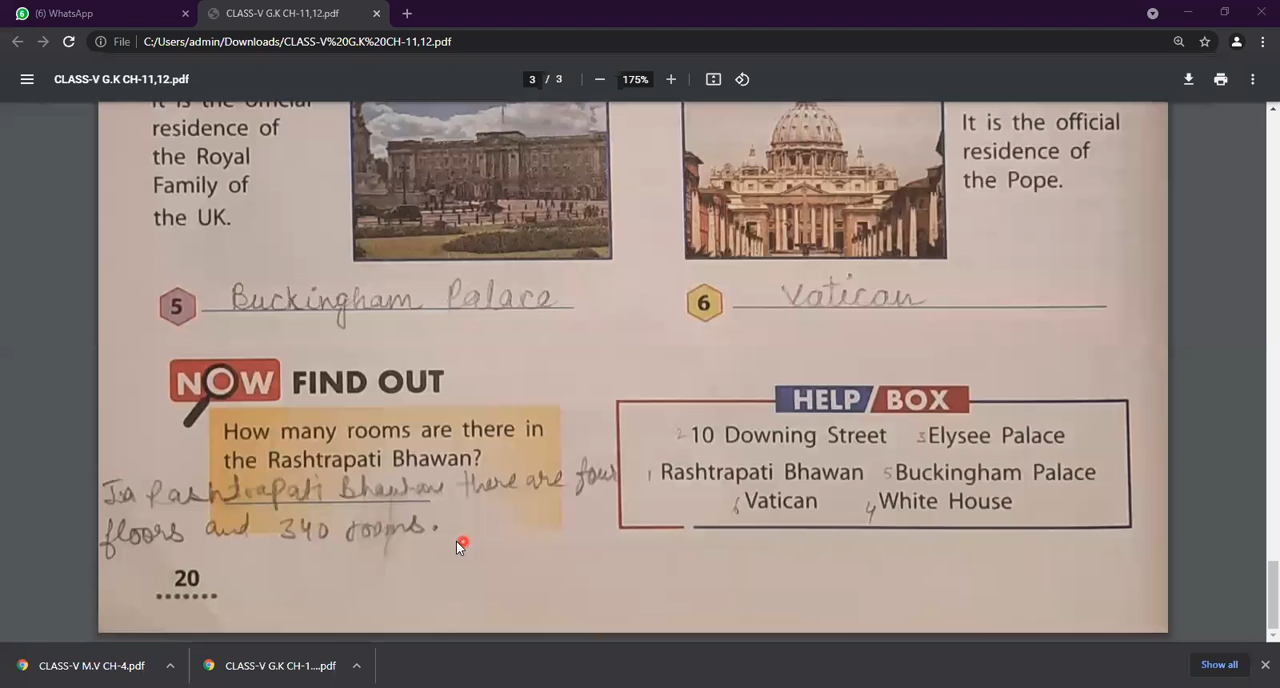 (6) WhatsApp
CLASS-V G.K CH-11,12.pdf
File
C:/Users/admin/Downloads/CLASS-V%20G.K%20CH-11,12.pdf
CLASS-V G.K CH-11,12.pdf
3 / 3
175%
It is the official
residence of
the Royal
Family of
the UK.
5 Buckingham Palace
It is the official
residence of
the Pope.
6 Vatican
NOW FIND OUT
How many rooms are there in
the Rashtrapati Bhawan?
In Rashtrapati Bhawan there are four
floors and 340 rooms.
20
HELP/BOX
2 10 Downing Street 3 Elysee Palace
1 Rashtrapati Bhawan 5 Buckingham Palace
6 Vatican 4 White House
CLASS-V M.V CH-4.pdf
CLASS-V G.K CH-1....pdf
Show all